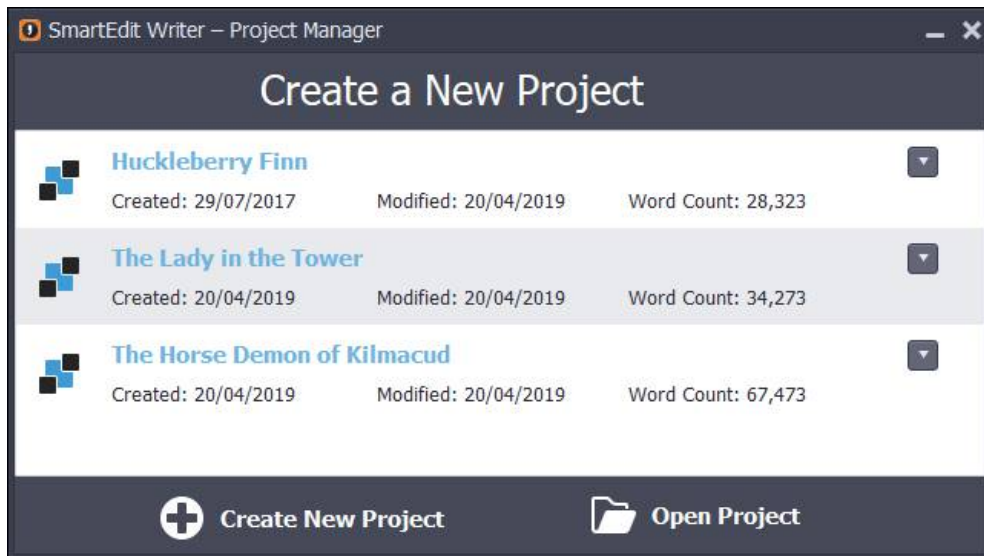 SmartEdit Writer – Project Manager
Create a New Project
Huckleberry Finn
Created: 29/07/2017 Modified: 20/04/2019 Word Count: 28,323
The Lady in the Tower
Created: 20/04/2019 Modified: 20/04/2019 Word Count: 34,273
The Horse Demon of Kilmacud
Created: 20/04/2019 Modified: 20/04/2019 Word Count: 67,473
Create New Project Open Project